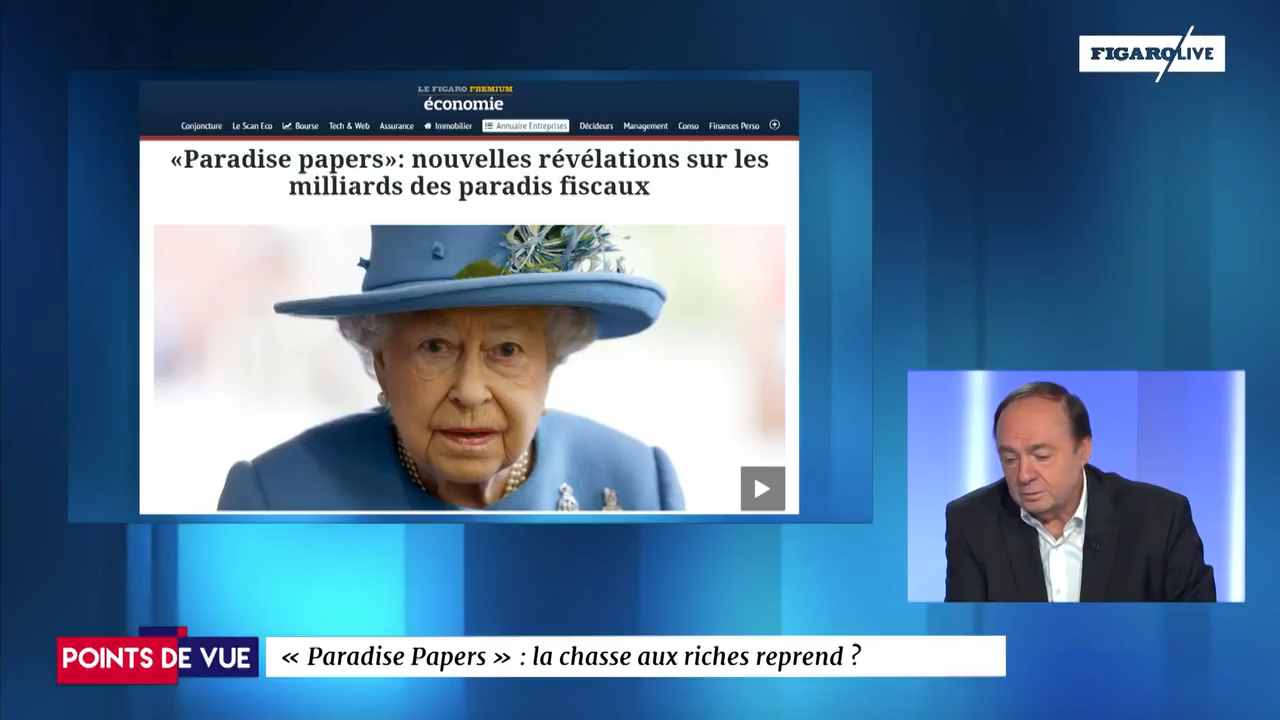 FIGARO LIVE
LE FIGARO PREMIUM
économie
Conjoncture Le Scan Eco Bourse Tech & Web Assurance Immobilier Annuaire Entreprises Décideurs Management Conso Finances Perso
«Paradise papers»: nouvelles révélations sur les
milliards des paradis fiscaux
POINTS DE VUE
« Paradise Papers » : la chasse aux riches reprend ?